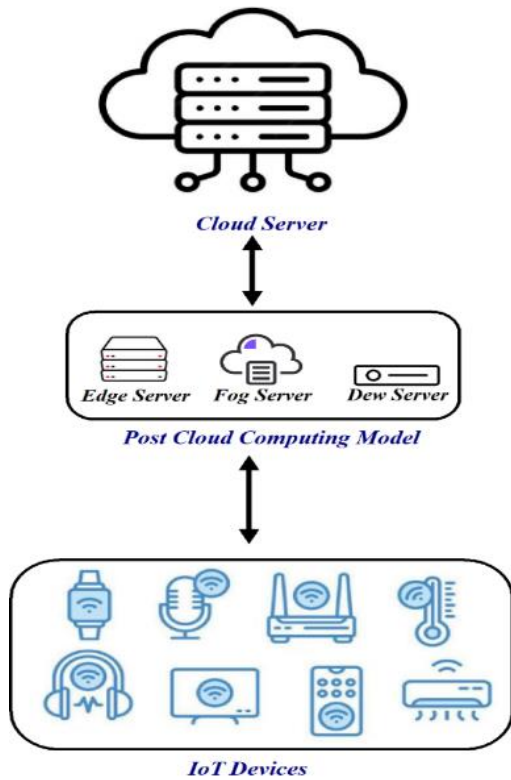 Cloud Server
Edge Server Fog Server Dew Server
Post Cloud Computing Model
IoT Devices